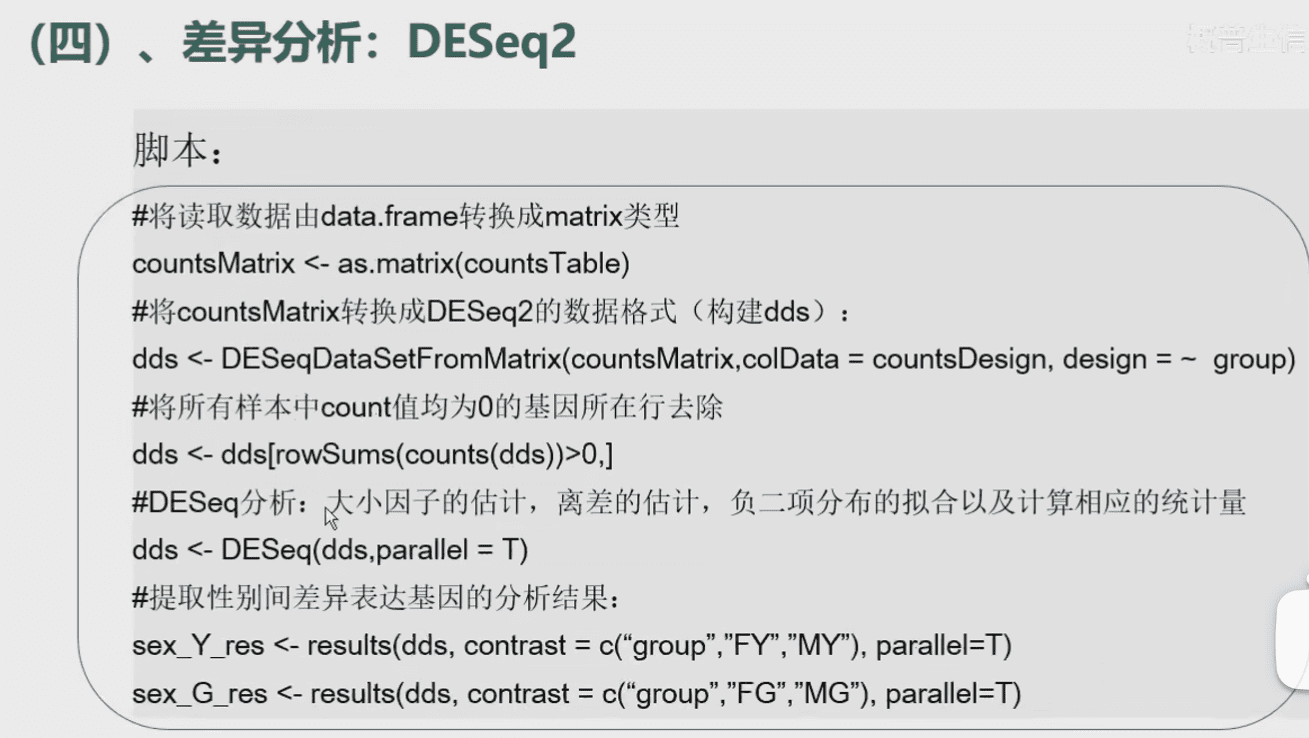 （四）、差异分析：DESeq2
脚本：
#将读取数据由data.frame转换成matrix类型
countsMatrix <- as.matrix(countsTable)
#将countsMatrix转换成DESeq2的数据格式（构建dds）：
dds <- DESeqDataSetFromMatrix(countsMatrix,colData = countsDesign, design = ~  group)
#将所有样本中count值均为0的基因所在行去除
dds <- dds[rowSums(counts(dds))>0,]
#DESeq分析：大小因子的估计，离差的估计，负二项分布的拟合以及计算相应的统计量
dds <- DESeq(dds,parallel = T)
#提取性别间差异表达基因的分析结果：
sex_Y_res <- results(dds, contrast = c(“group”,”FY”,”MY”), parallel=T)
sex_G_res <- results(dds, contrast = c(“group”,”FG”,”MG”), parallel=T)